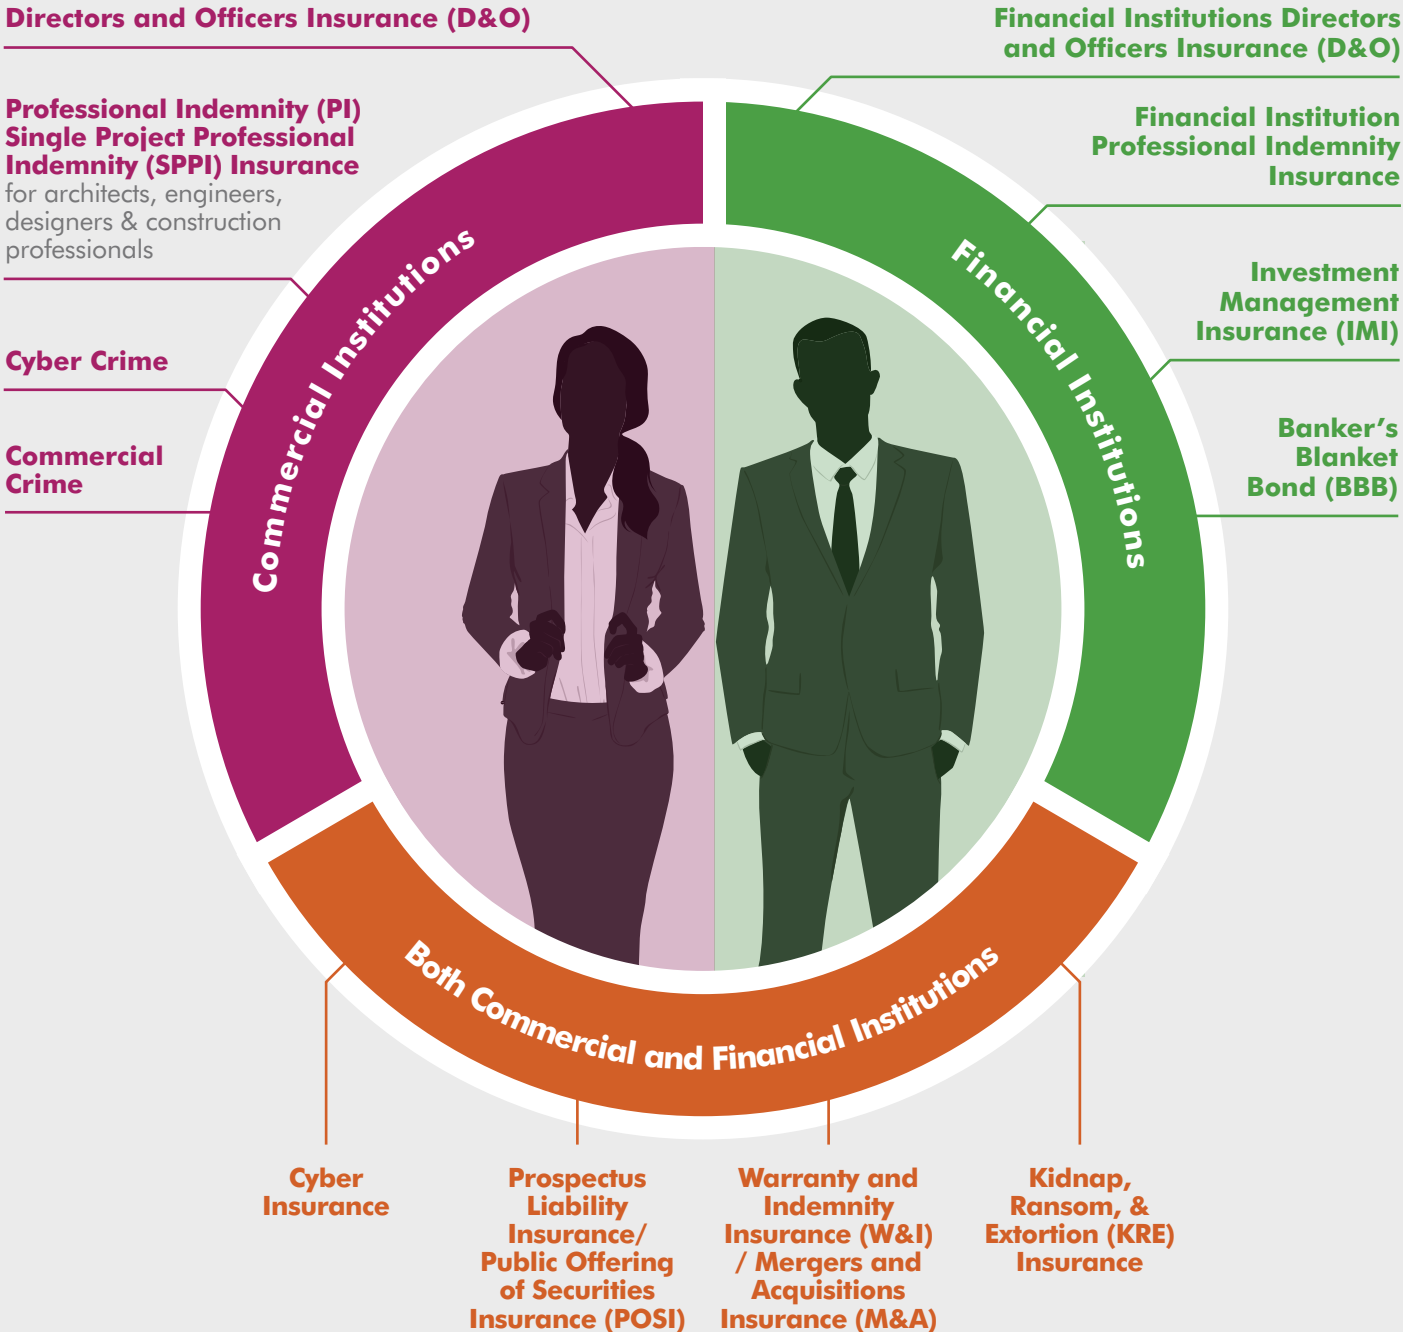 Directors and Officers Insurance (D&O)
Professional Indemnity (PI)
Single Project Professional
Indemnity (SPPI) Insurance
for architects, engineers,
designers & construction
professionals
Cyber Crime
Commercial
Crime
Commercial Institutions
Financial Institutions Directors
and Officers Insurance (D&O)
Financial Institution
Professional Indemnity
Insurance
Investment
Management
Insurance (IMI)
Banker’s
Blanket
Bond (BBB)
Financial Institutions
Both Commercial and Financial Institutions
Cyber
Insurance
Prospectus
Liability
Insurance/
Public Offering
of Securities
Insurance (POSI)
Warranty and
Indemnity
Insurance (W&I)
/ Mergers and
Acquisitions
Insurance (M&A)
Kidnap,
Ransom, &
Extortion (KRE)
Insurance